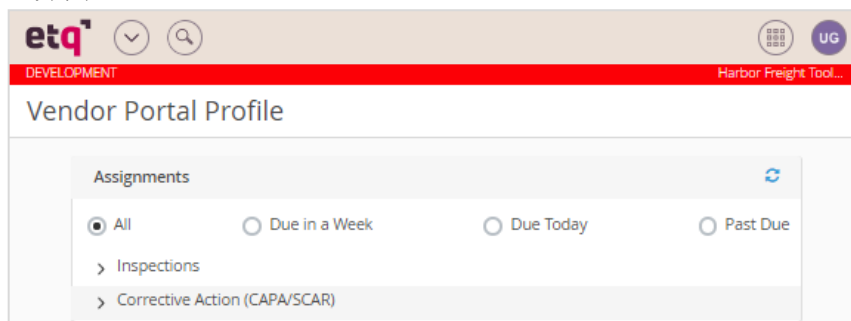 etq
UG
DEVELOPMENT
Harbor Freight Tool...
Vendor Portal Profile
Assignments
All Due in a Week Due Today Past Due
Inspections
Corrective Action (CAPA/SCAR)